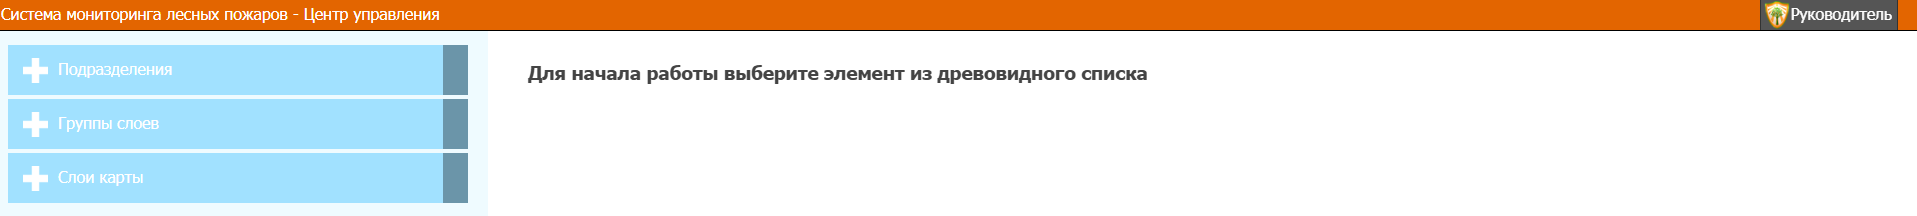 Система мониторинга лесных пожаров - Центр управления
Руководитель
Подразделения
Для начала работы выберите элемент из древовидного списка
Группы слоев
Слои карты